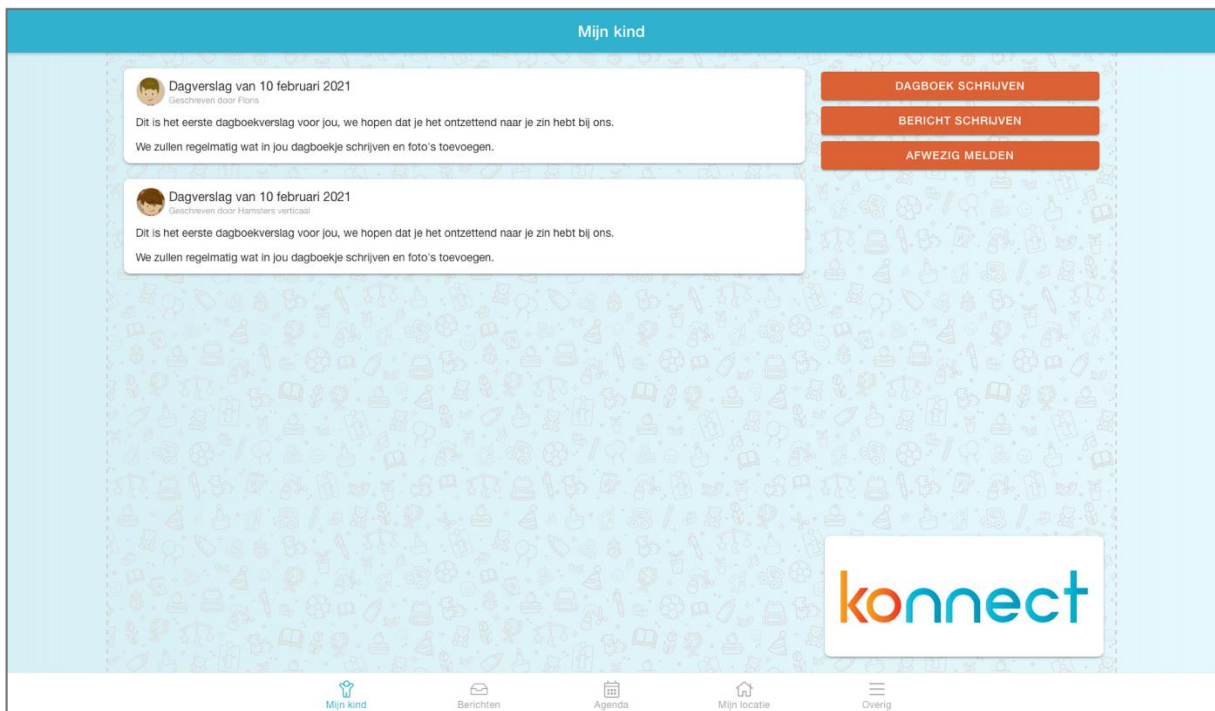 Mijn kind
Dagverslag van 10 februari 2021
Geschreven door Floris
Dit is het eerste dagboekverslag voor jou, we hopen dat je het ontzettend naar je zin hebt bij ons.
We zullen regelmatig wat in jou dagboekje schrijven en foto's toevoegen.
DAGBOEK SCHRIJVEN
BERICHT SCHRIJVEN
AFWEZIG MELDEN
Dagverslag van 10 februari 2021
Geschreven door Hamsters verticaal
Dit is het eerste dagboekverslag voor jou, we hopen dat je het ontzettend naar je zin hebt bij ons.
We zullen regelmatig wat in jou dagboekje schrijven en foto's toevoegen.
konnect
Mijn kind
Berichten
Agenda
Mijn locatie
Overig